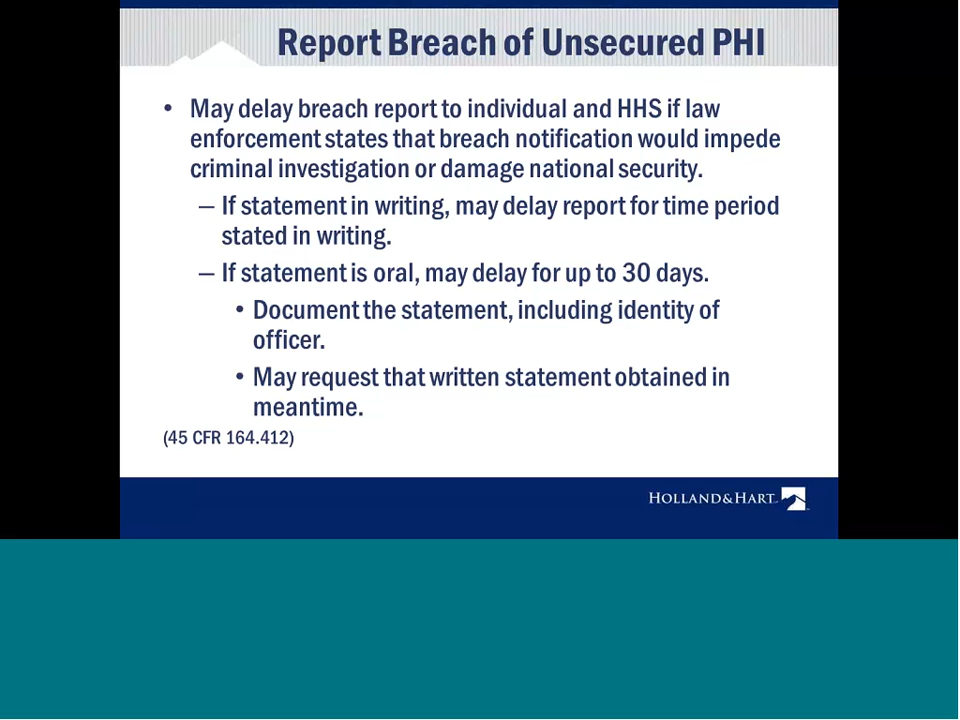 Report Breach of Unsecured PHI
• May delay breach report to individual and HHS if law
enforcement states that breach notification would impede
criminal investigation or damage national security.
– If statement in writing, may delay report for time period
stated in writing.
– If statement is oral, may delay for up to 30 days.
• Document the statement, including identity of
officer.
• May request that written statement obtained in
meantime.
(45 CFR 164.412)
HOLLAND&HART